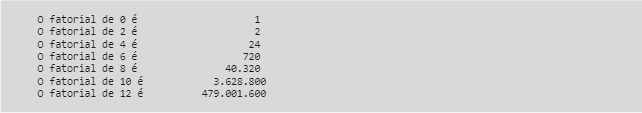 O fatorial de 0 é 1
O fatorial de 2 é 2
O fatorial de 4 é 24
O fatorial de 6 é 720
O fatorial de 8 é 40.320
O fatorial de 10 é 3.628.800
O fatorial de 12 é 479.001.600